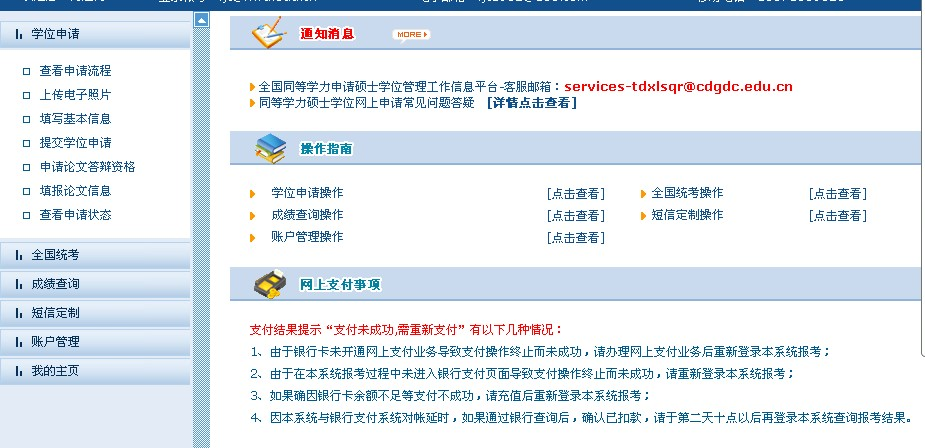 学位申请
查看申请流程
上传电子照片
填写基本信息
提交学位申请
申请论文答辩资格
填报论文信息
查看申请状态
全国统考
成绩查询
短信定制
账户管理
我的主页
通知消息 MORE
全国同等学力申请硕士学位管理工作信息平台-客服邮箱：services-tdxlsqr@cdgdc.edu.cn
同等学力硕士学位网上申请常见问题答疑 [详情点击查看]
操作指南
学位申请操作 [点击查看] 全国统考操作 [点击查看]
成绩查询操作 [点击查看] 短信定制操作 [点击查看]
账户管理操作 [点击查看]
网上支付事项
支付结果提示“支付未成功,需重新支付”有以下几种情况：
1、由于银行卡未开通网上支付业务导致支付操作终止而未成功，请办理网上支付业务后重新登录本系统报考；
2、由于在本系统报考过程中未进入银行支付页面导致支付操作终止而未成功，请重新登录本系统报考；
3、如果确因银行卡余额不足等支付不成功，请充值后重新登录本系统报考；
4、因本系统与银行支付系统对帐延时，如果通过银行查询后，确认已扣款，请于第二天十点以后再登录本系统查询报考结果。